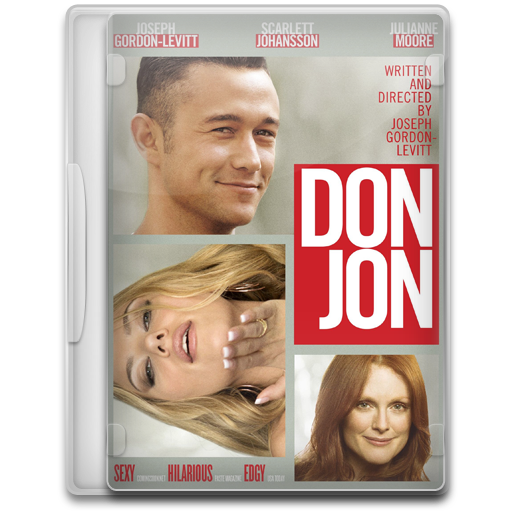 JOSEPH
GORDON-LEVITT
SCARLETT
JOHANSSON
JULIANNE
MOORE
WRITTEN
AND
DIRECTED
BY
JOSEPH
GORDON-
LEVITT
DON
JON
SEXY HILARIOUS EDGY